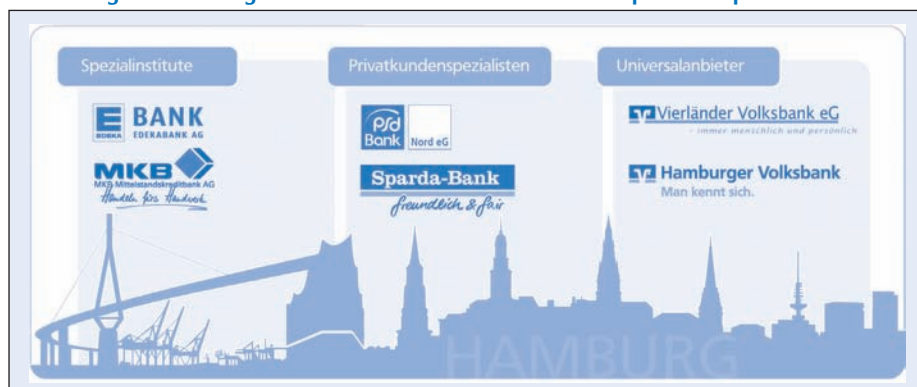 Spezialinstitute
E BANK
EDEKA
EDEKABANK AG
MKB
MKB Mittelstandskreditbank AG
Handeln fürs Handwerk
Privatkundenspezialisten
psd
Bank
Nord eG
Sparda-Bank
freundlich & fair
Universalanbieter
Vierländer Volksbank eG
– immer menschlich und persönlich
Hamburger Volksbank
Man kennt sich.
HAMBURG